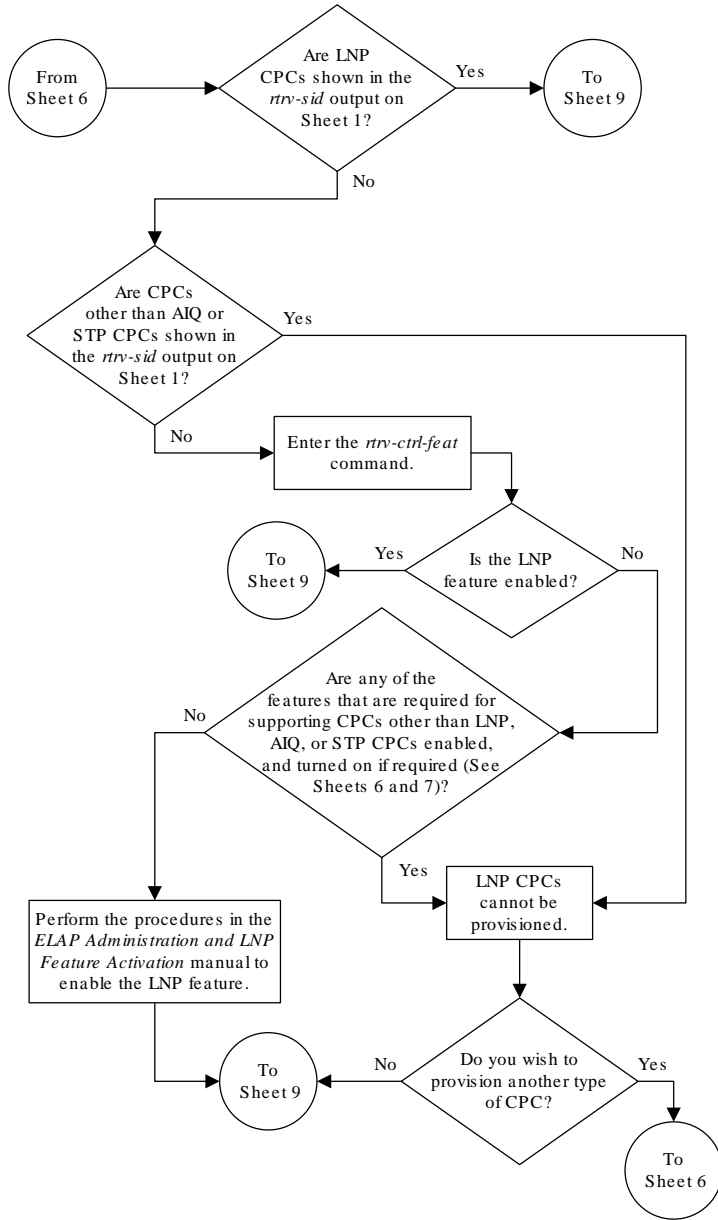 From
Sheet 6
Are LNP
CPCs shown in the
rtrv-sid output on
Sheet 1?
Yes
To
Sheet 9
No
Are CPCs
other than AIQ or
STP CPCs shown in
the rtrv-sid output on
Sheet 1?
Yes
No
Enter the rtrv-ctrl-feat
command.
To
Sheet 9
Yes
Is the LNP
feature enabled?
No
Are any of the
features that are required for
supporting CPCs other than LNP,
AIQ, or STP CPCs enabled,
and turned on if required (See
Sheets 6 and 7)?
No
Yes
LNP CPCs
cannot be
provisioned.
Perform the procedures in the
ELAP Administration and LNP
Feature Activation manual to
enable the LNP feature.
To
Sheet 9
No
Do you wish to
provision another type
of CPC?
Yes
To
Sheet 6